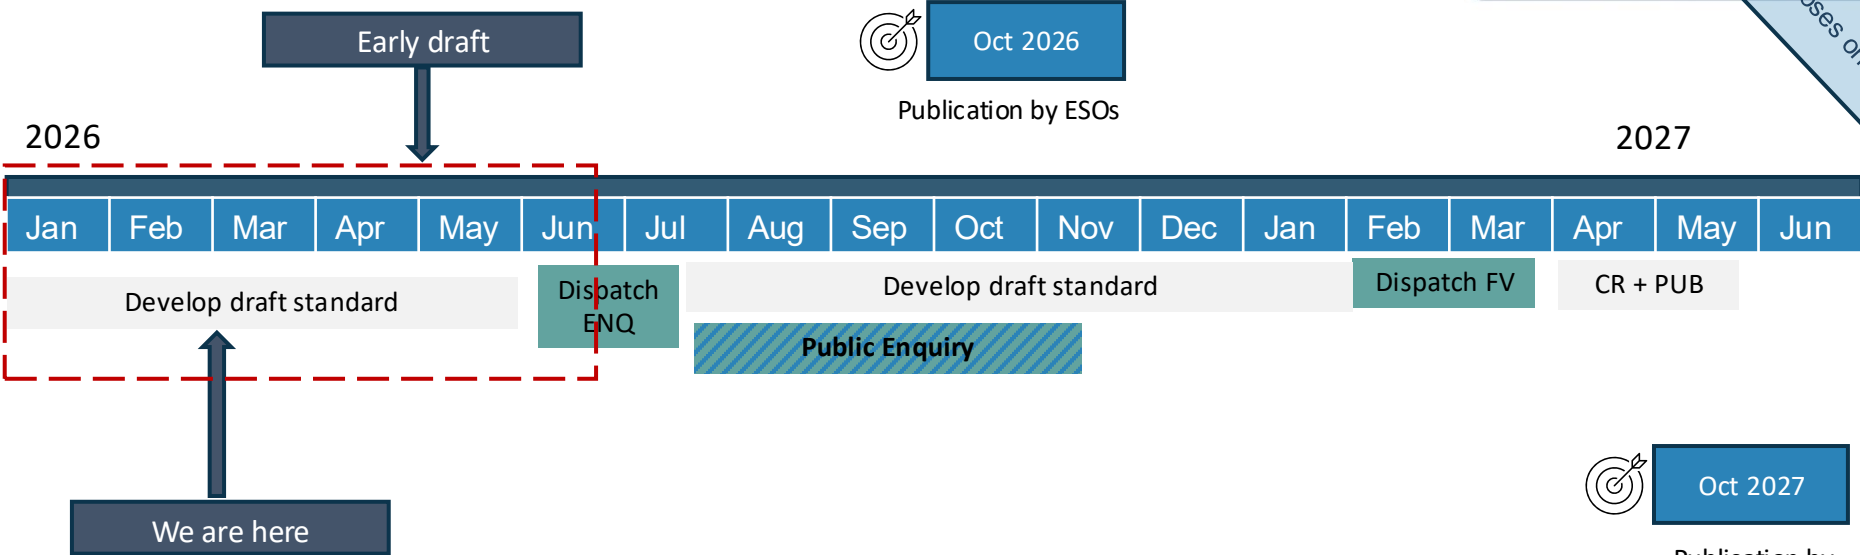 Early draft
Oct 2026
Publication by ESOs
2026
2027
Jan Feb Mar Apr May Jun Jul Aug Sep Oct Nov Dec Jan Feb Mar Apr May Jun
Develop draft standard
Dispatch
ENQ
Develop draft standard
Dispatch FV
CR + PUB
Public Enquiry
We are here
Oct 2027